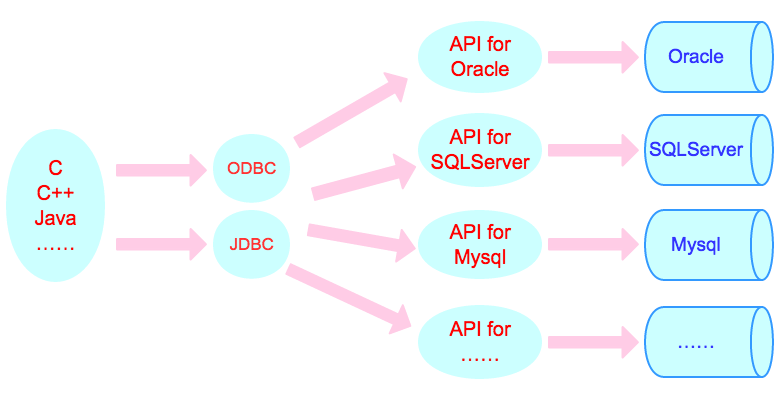 C
C++
Java
……
ODBC
JDBC
API for
Oracle
API for
SQLServer
API for
Mysql
API for
……
Oracle
SQLServer
Mysql
……